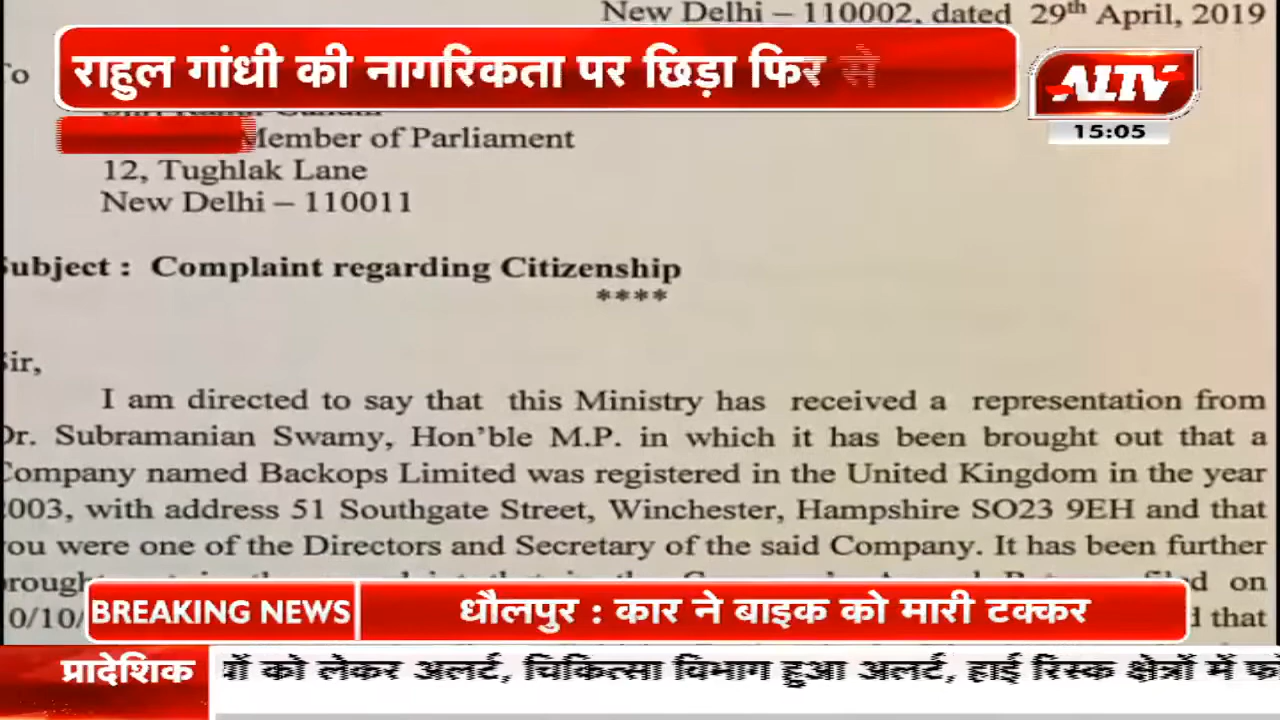 New Delhi – 110002, dated 29th April, 2019
राहुल गांधी की नागरिकता पर छिड़ा फिर से
ALTV
15:05
To
Member of Parliament
12, Tughlak Lane
New Delhi – 110011
Subject : Complaint regarding Citizenship
****
Sir,
I am directed to say that this Ministry has received a representation from
Dr. Subramanian Swamy, Hon'ble M.P. in which it has been brought out that a
Company named Backops Limited was registered in the United Kingdom in the year
2003, with address 51 Southgate Street, Winchester, Hampshire SO23 9EH and that
you were one of the Directors and Secretary of the said Company. It has been further
on
that
BREAKING NEWS
धौलपुर : कार ने बाइक को मारी टक्कर
प्रादेशिक
को लेकर अलर्ट, चिकित्सा विभाग हुआ अलर्ट, हाई रिस्क क्षेत्रों में